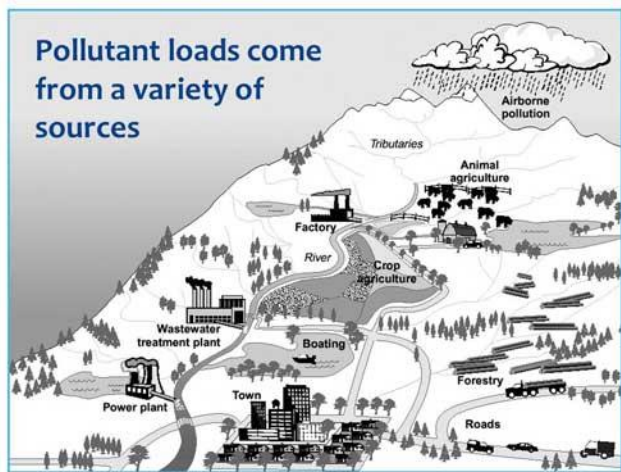 Pollutant loads come
from a variety of
sources
Airborne
pollution
Tributaries
Animal
agriculture
Factory
River
Crop
agriculture
Wastewater
treatment plant
Boating
Power plant
Town
Forestry
Roads